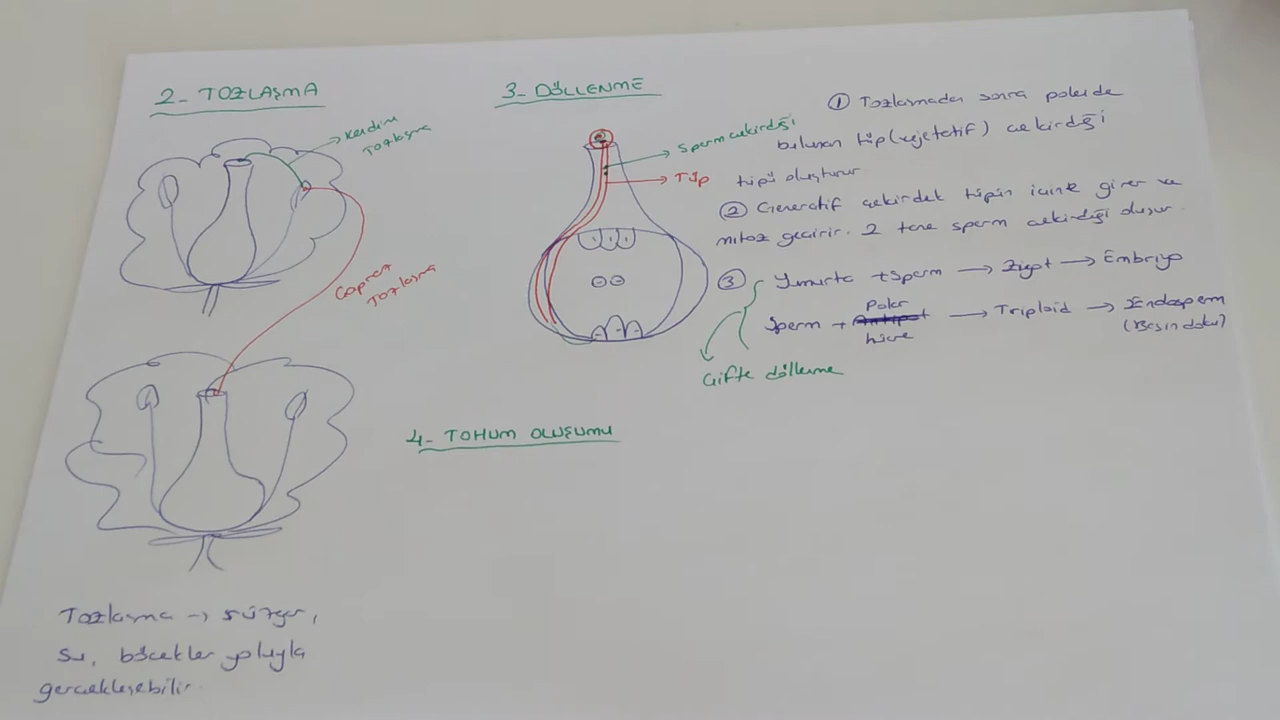 2- TOZLAŞMA
Kendini
Tozlaşma
Çapraz
Tozlaşma
Tozlaşma → rüzgar,
Su, böcekler yoluyla
gerçekleşebilir.
3- DÖLLENME
Sperm çekirdeği
Tüp
① Tozlaşmadan sonra polende
bulunan tüp (vejetatif) çekirdeği
tüpü oluşturur
② Generatif çekirdek tüpün içine girer ve
mitoz geçirir. 2 tane sperm çekirdeği oluşur.
③ Yumurta + Sperm → Zigot → Embriyo
Polar
Sperm + Antipot → Triploid → Endosperm
hücre (Besin doku)
Çifte döllenme
4- TOHUM OLUŞUMU